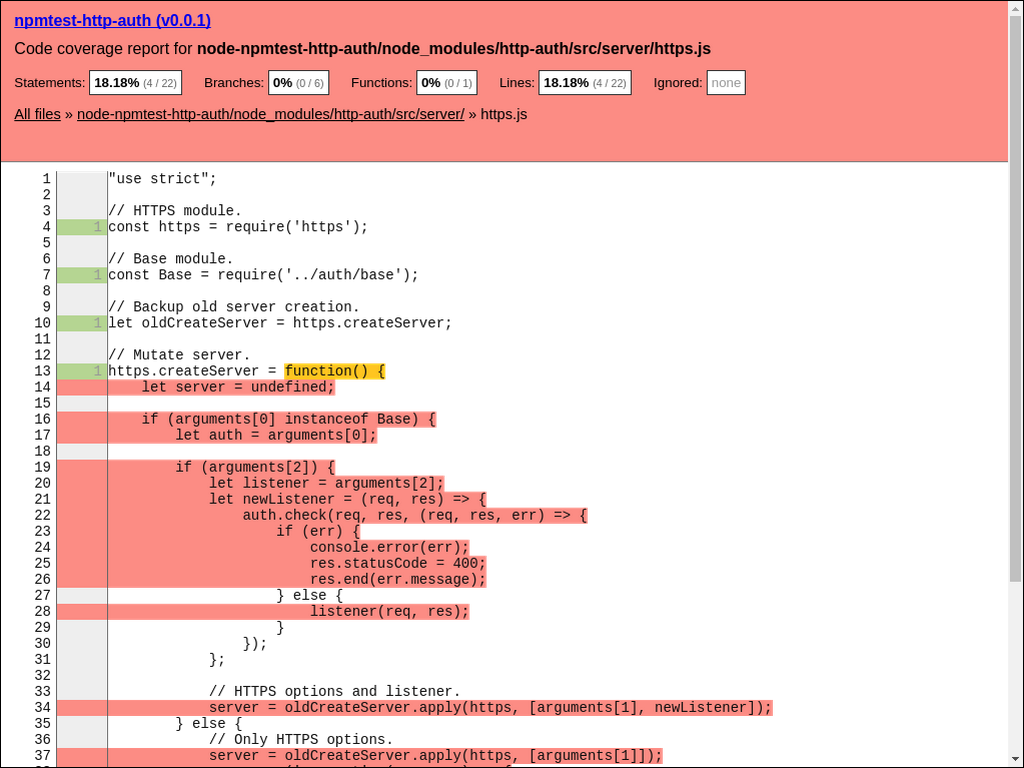 npmtest-http-auth (v0.0.1)
Code coverage report for node-npmtest-http-auth/node_modules/http-auth/src/server/https.js
Statements: 18.18% (4 / 22) Branches: 0% (0 / 6) Functions: 0% (0 / 1) Lines: 18.18% (4 / 22) Ignored: none
All files » node-npmtest-http-auth/node_modules/http-auth/src/server/ » https.js
1 "use strict";
2
3 // HTTPS module.
4 1 const https = require('https');
5
6 // Base module.
7 1 const Base = require('../auth/base');
8
9 // Backup old server creation.
10 1 let oldCreateServer = https.createServer;
11
12 // Mutate server.
13 1 https.createServer = function() {
14     let server = undefined;
15
16     if (arguments[0] instanceof Base) {
17         let auth = arguments[0];
18
19         if (arguments[2]) {
20             let listener = arguments[2];
21             let newListener = (req, res) => {
22                 auth.check(req, res, (req, res, err) => {
23                     if (err) {
24                         console.error(err);
25                         res.statusCode = 400;
26                         res.end(err.message);
27                     } else {
28                         listener(req, res);
29                     }
30                 });
31             };
32
33             // HTTPS options and listener.
34             server = oldCreateServer.apply(https, [arguments[1], newListener]);
35         } else {
36             // Only HTTPS options.
37             server = oldCreateServer.apply(https, [arguments[1]]);